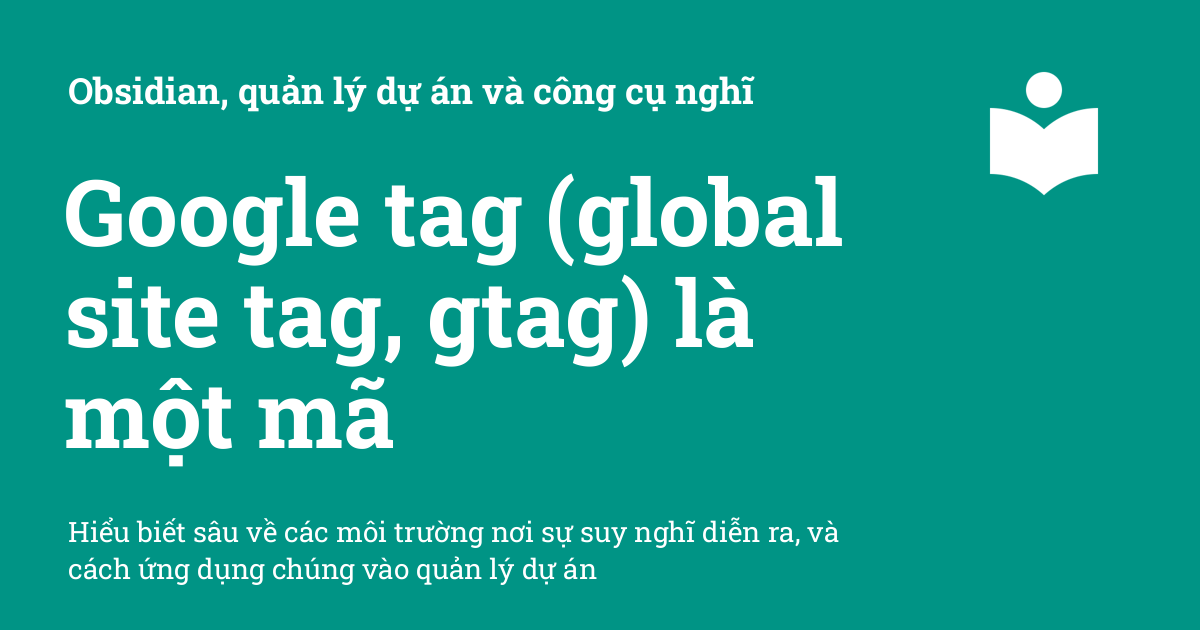 Obsidian, quản lý dự án và công cụ nghĩ
Google tag (global
site tag, gtag) là
một mã
Hiểu biết sâu về các môi trường nơi sự suy nghĩ diễn ra, và
cách ứng dụng chúng vào quản lý dự án